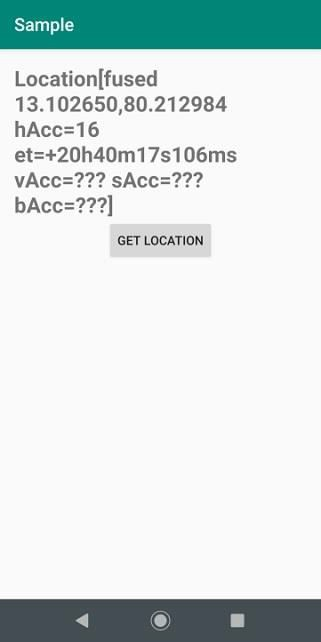 Sample
Location[fused
13.102650,80.212984
hAcc=16
et=+20h40m17s106ms
vAcc=??? sAcc=???
bAcc=???]
GET LOCATION